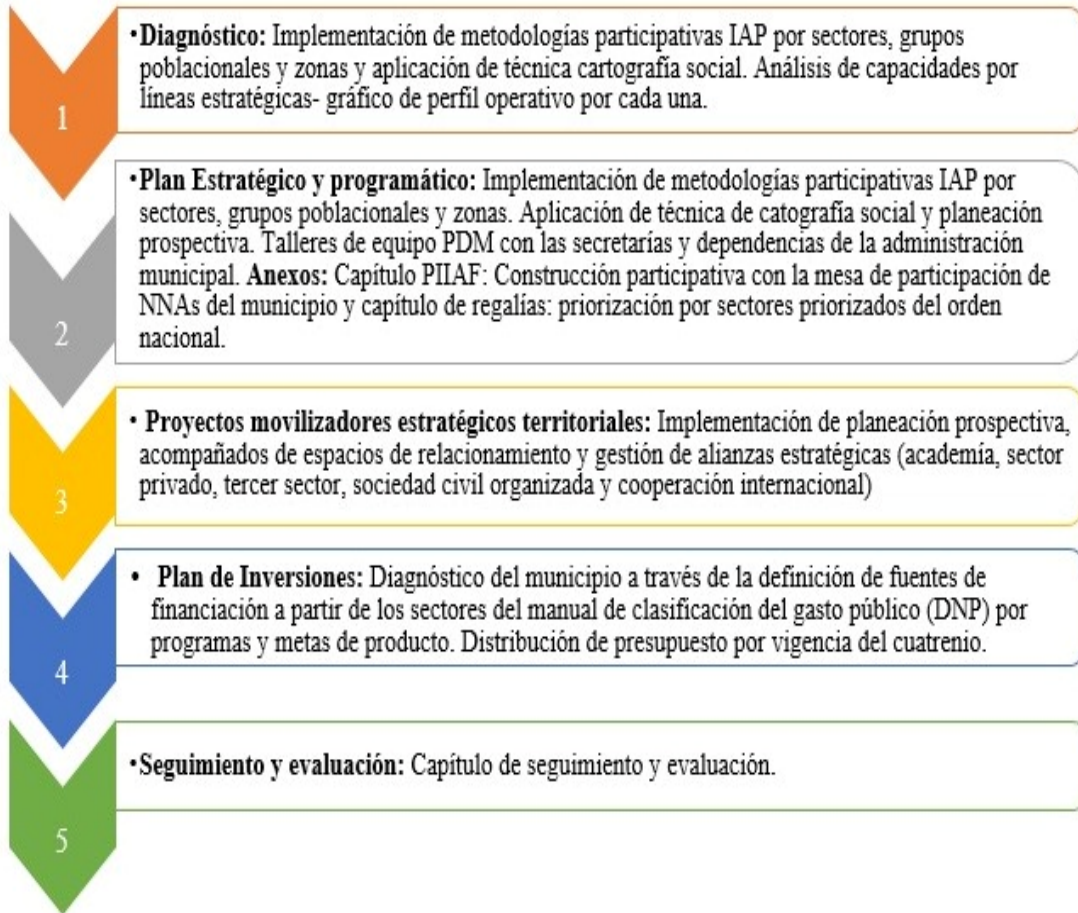 1
•Diagnóstico: Implementación de metodologías participativas IAP por sectores, grupos
poblacionales y zonas y aplicación de técnica cartografía social. Análisis de capacidades por
líneas estratégicas- gráfico de perfil operativo por cada una.
2
•Plan Estratégico y programático: Implementación de metodologías participativas IAP por
sectores, grupos poblacionales y zonas. Aplicación de técnica de catografía social y planeación
prospectiva. Talleres de equipo PDM con las secretarías y dependencias de la administración
municipal. Anexos: Capítulo PIIAF: Construcción participativa con la mesa de participación de
NNAs del municipio y capítulo de regalías: priorización por sectores priorizados del orden
nacional.
3
• Proyectos movilizadores estratégicos territoriales: Implementación de planeación prospectiva,
acompañados de espacios de relacionamiento y gestión de alianzas estratégicas (academía, sector
privado, tercer sector, sociedad civil organizada y cooperación internacional)
4
• Plan de Inversiones: Diagnóstico del municipio a través de la definición de fuentes de
financiación a partir de los sectores del manual de clasificación del gasto público (DNP) por
programas y metas de producto. Distribución de presupuesto por vigencia del cuatrenio.
5
•Seguimiento y evaluación: Capítulo de seguimiento y evaluación.